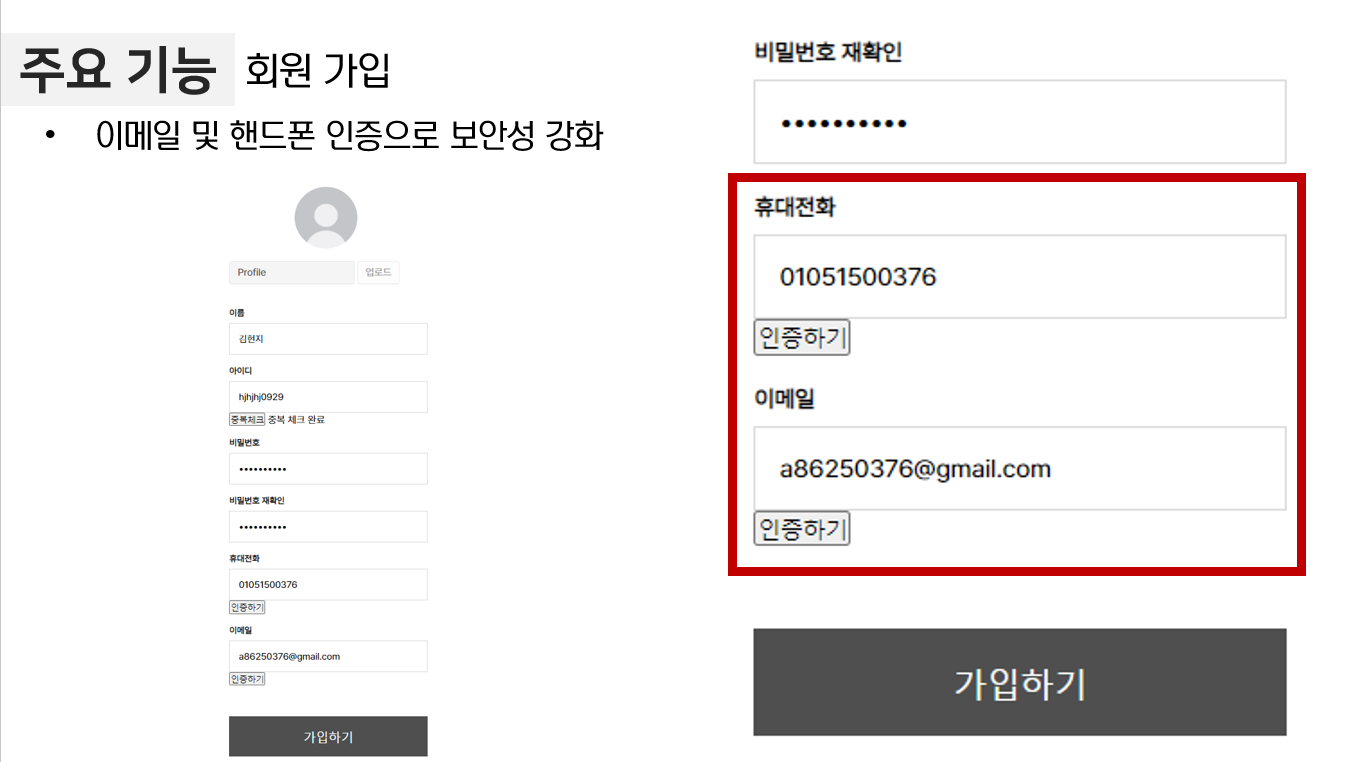 주요 기능 회원 가입
• 이메일 및 핸드폰 인증으로 보안성 강화
Profile 업로드
이름
김현지
아이디
hjhjhj0929
중복체크 중복 체크 완료
비밀번호
••••••••••
비밀번호 재확인
••••••••••
휴대전화
01051500376
인증하기
이메일
a86250376@gmail.com
인증하기
가입하기
비밀번호 재확인
••••••••••
휴대전화
01051500376
인증하기
이메일
a86250376@gmail.com
인증하기
가입하기